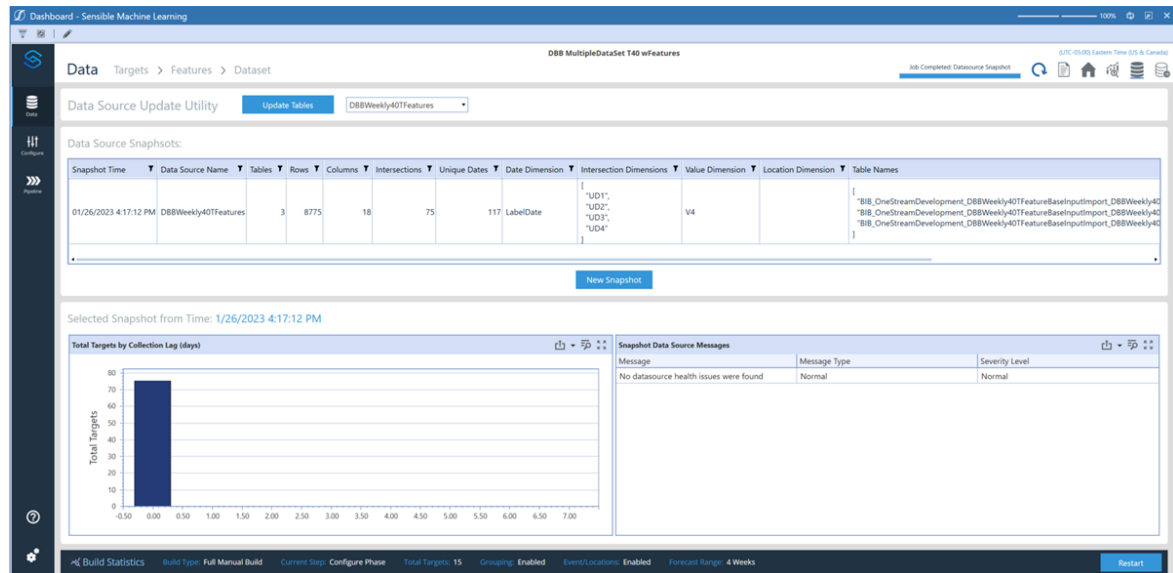 Dashboard - Sensible Machine Learning
100%
DBB MultipleDataSet T40 wFeatures
(UTC-05:00) Eastern Time (US & Canada)
Data Targets > Features > Dataset
Job Completed: Datasource Snapshot
Data
Configure
Pipeline
Data Source Update Utility
Update Tables
DBBWeekly40TFeatures
Data Source Snaphsots:
Snapshot Time Data Source Name Tables Rows Columns Intersections Unique Dates Date Dimension Intersection Dimensions Value Dimension Location Dimension Table Names
01/26/2023 4:17:12 PM DBBWeekly40TFeatures 3 8775 18 75 117 LabelDate
[
"UD1",
"UD2",
"UD3",
"UD4"
]
V4
[
"BIB_OneStreamDevelopment_DBBWeekly40TFeatureBaseInputImport_DBBWeekly40
"BIB_OneStreamDevelopment_DBBWeekly40TFeatureBaseInputImport_DBBWeekly40
"BIB_OneStreamDevelopment_DBBWeekly40TFeatureBaseInputImport_DBBWeekly40
]
New Snapshot
Selected Snapshot from Time: 1/26/2023 4:17:12 PM
Total Targets by Collection Lag (days)
Total Targets
80
70
60
50
40
30
20
10
0
-0.50 0.00 0.50 1.00 1.50 2.00 2.50 3.00 3.50 4.00 4.50 5.00 5.50 6.00 6.50 7.00
Snapshot Data Source Messages
Message Message Type Severity Level
No datasource health issues were found Normal Normal
Build Statistics Build Type: Full Manual Build Current Step: Configure Phase Total Targets: 15 Grouping: Enabled Event/Locations: Enabled Forecast Range: 4 Weeks
Restart